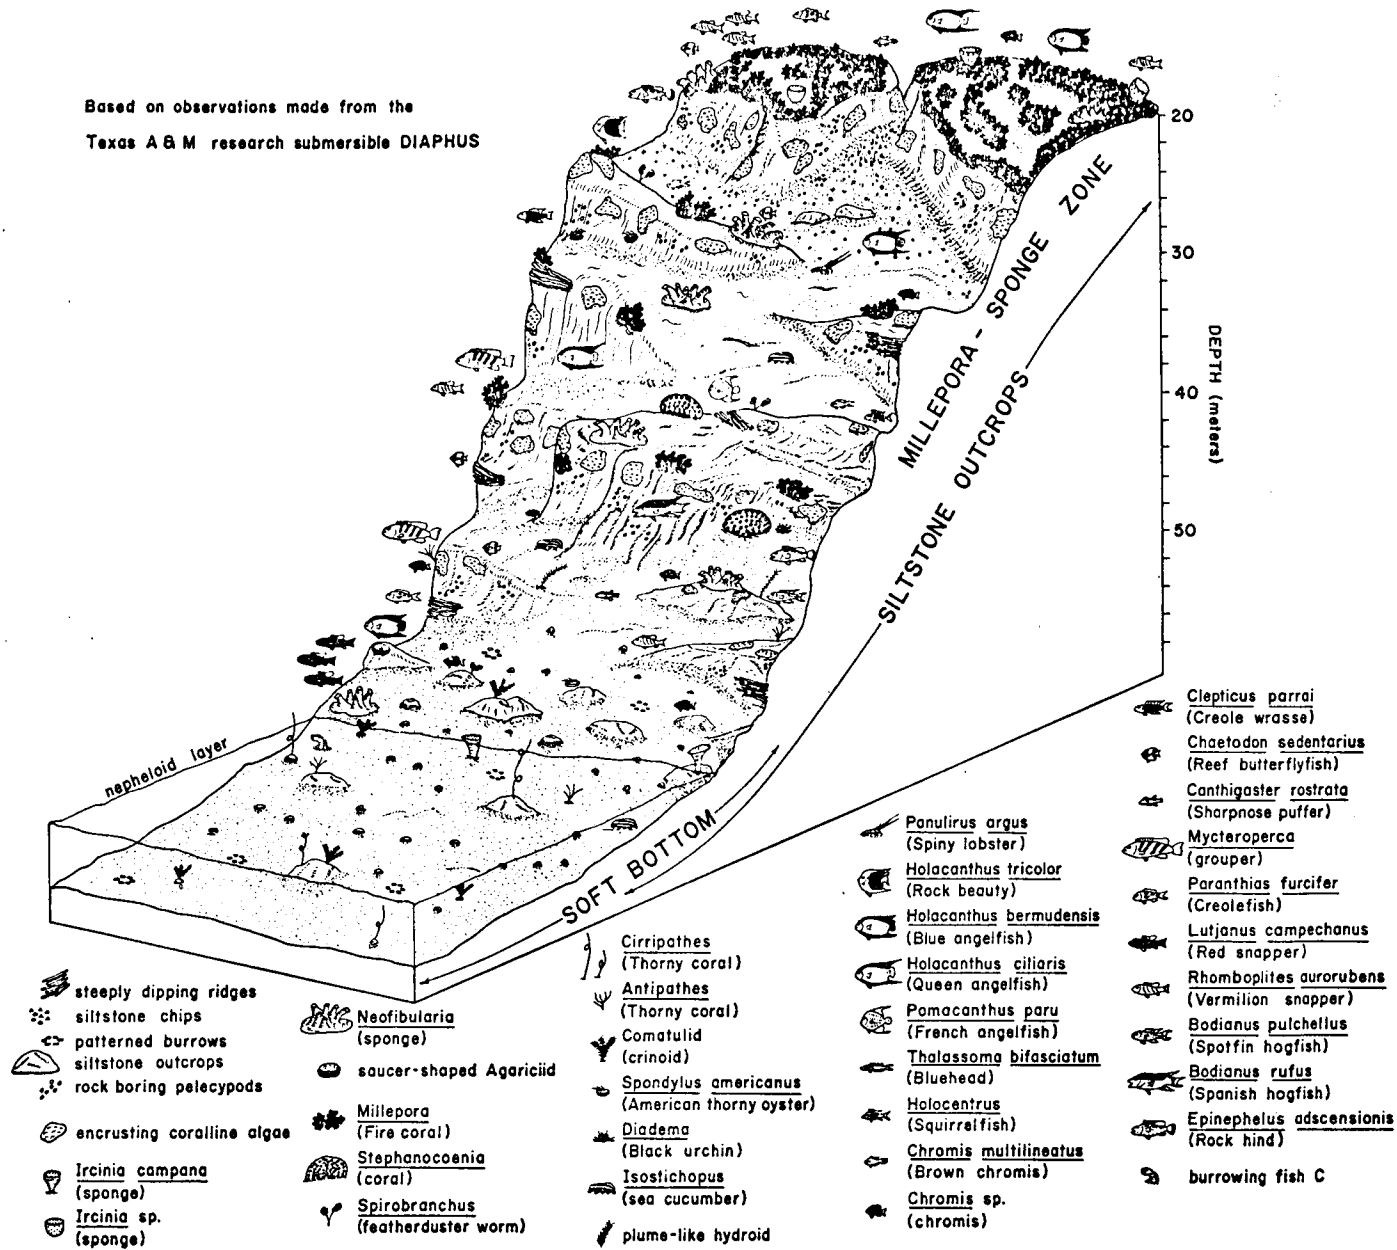 Based on observations made from the
Texas A & M research submersible DIAPHUS
20
30
40
50
DEPTH (meters)
MILLEPORA - SPONGE ZONE
SILTSTONE OUTCROPS
SOFT BOTTOM
nepheloid layer
steeply dipping ridges
siltstone chips
patterned burrows
siltstone outcrops
rock boring pelecypods
encrusting coralline algae
Ircinia campana
(sponge)
Ircinia sp.
(sponge)
Neofibularia
(sponge)
saucer-shaped Agariciid
Millepora
(Fire coral)
Stephanocoenia
(coral)
Spirobranchus
(featherduster worm)
Cirripathes
(Thorny coral)
Antipathes
(Thorny coral)
Comatulid
(crinoid)
Spondylus americanus
(American thorny oyster)
Diadema
(Black urchin)
Isostichopus
(sea cucumber)
plume-like hydroid
Panulirus argus
(Spiny lobster)
Holacanthus tricolor
(Rock beauty)
Holacanthus bermudensis
(Blue angelfish)
Holacanthus ciliaris
(Queen angelfish)
Pomacanthus paru
(French angelfish)
Thalassoma bifasciatum
(Bluehead)
Holocentrus
(Squirrelfish)
Chromis multilineatus
(Brown chromis)
Chromis sp.
(chromis)
Clepticus parrai
(Creole wrasse)
Chaetodon sedentarius
(Reef butterflyfish)
Canthigaster rostrata
(Sharpnose puffer)
Mycteroperca
(grouper)
Paranthias furcifer
(Creolefish)
Lutjanus campechanus
(Red snapper)
Rhomboplites aurorubens
(Vermilion snapper)
Bodianus pulchellus
(Spotfin hogfish)
Bodianus rufus
(Spanish hogfish)
Epinephelus adscensionis
(Rock hind)
burrowing fish C